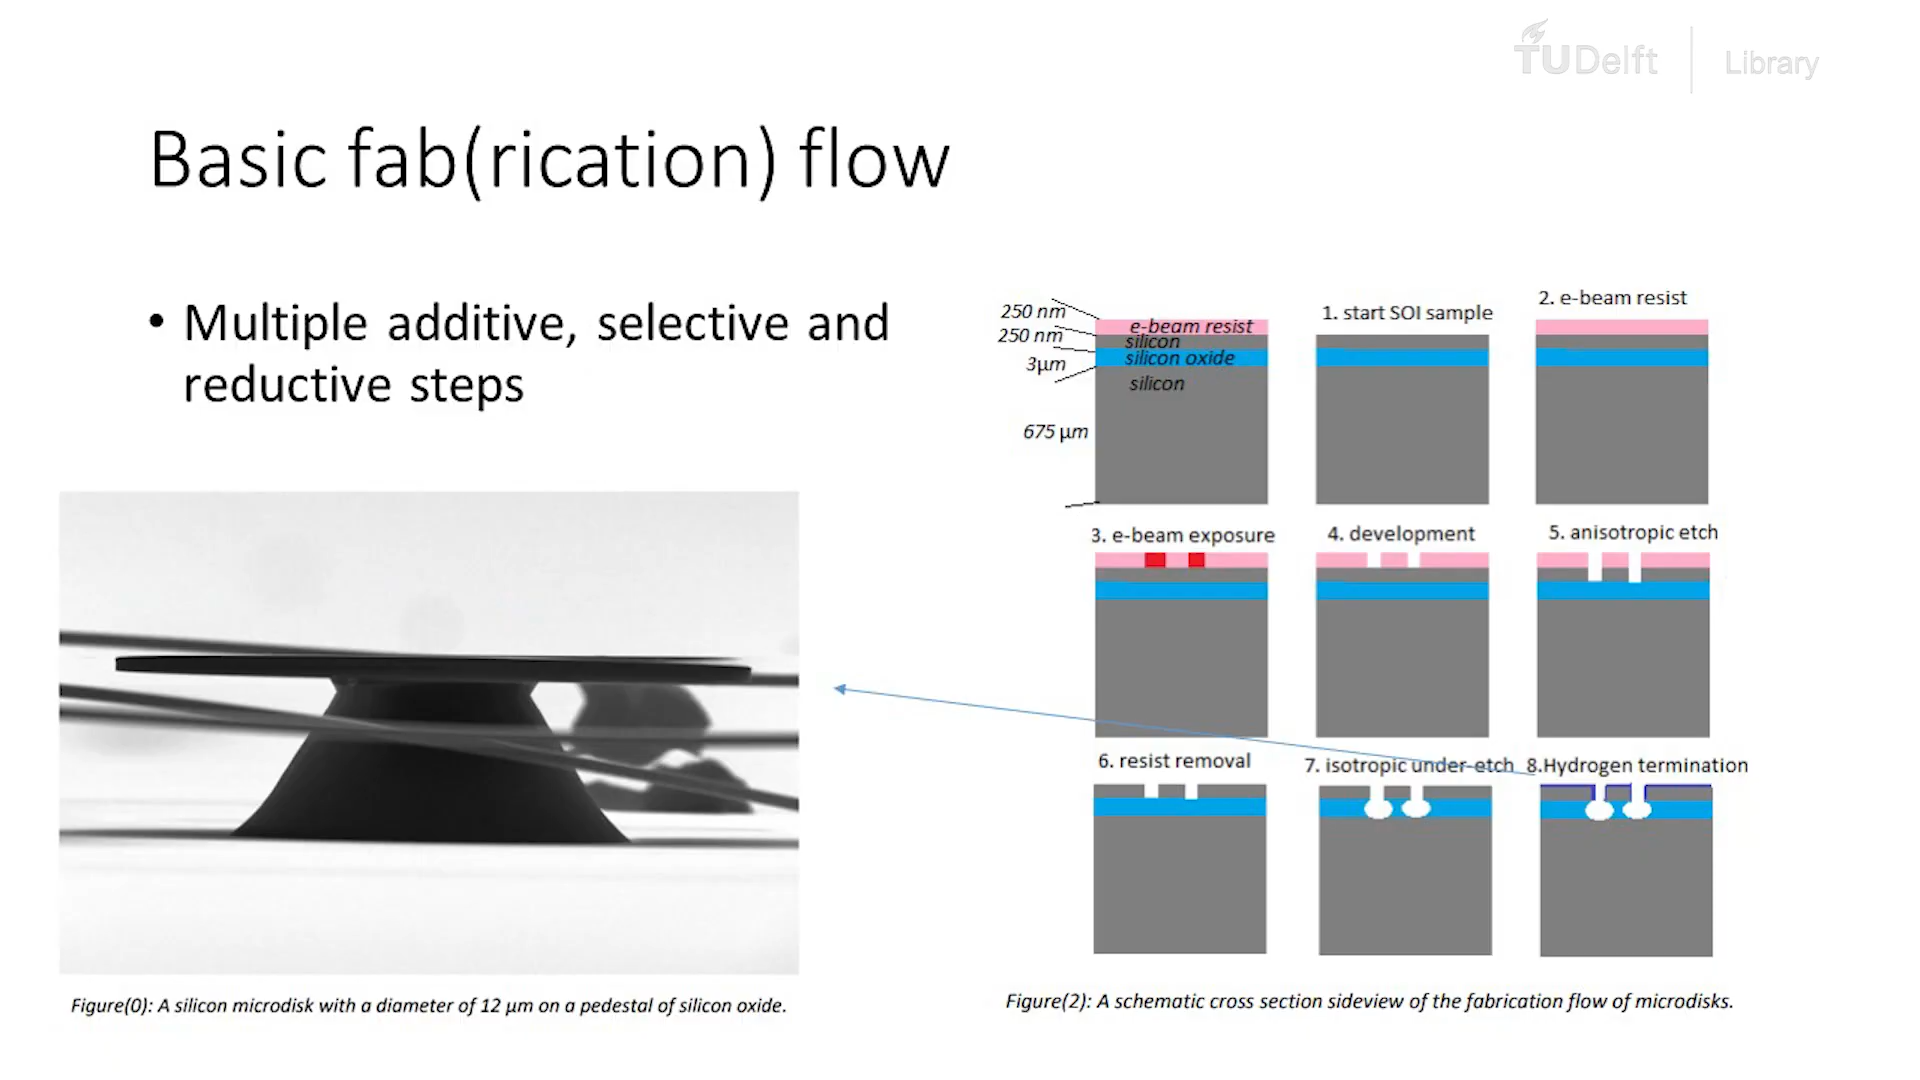 TUDelft Library
Basic fab(rication) flow
• Multiple additive, selective and
reductive steps
250 nm
250 nm
3μm
675 μm
e-beam resist
silicon
silicon oxide
silicon
1. start SOI sample
2. e-beam resist
3. e-beam exposure
4. development
5. anisotropic etch
6. resist removal
7. isotropic under-etch
8.Hydrogen termination
Figure(0): A silicon microdisk with a diameter of 12 μm on a pedestal of silicon oxide.
Figure(2): A schematic cross section sideview of the fabrication flow of microdisks.